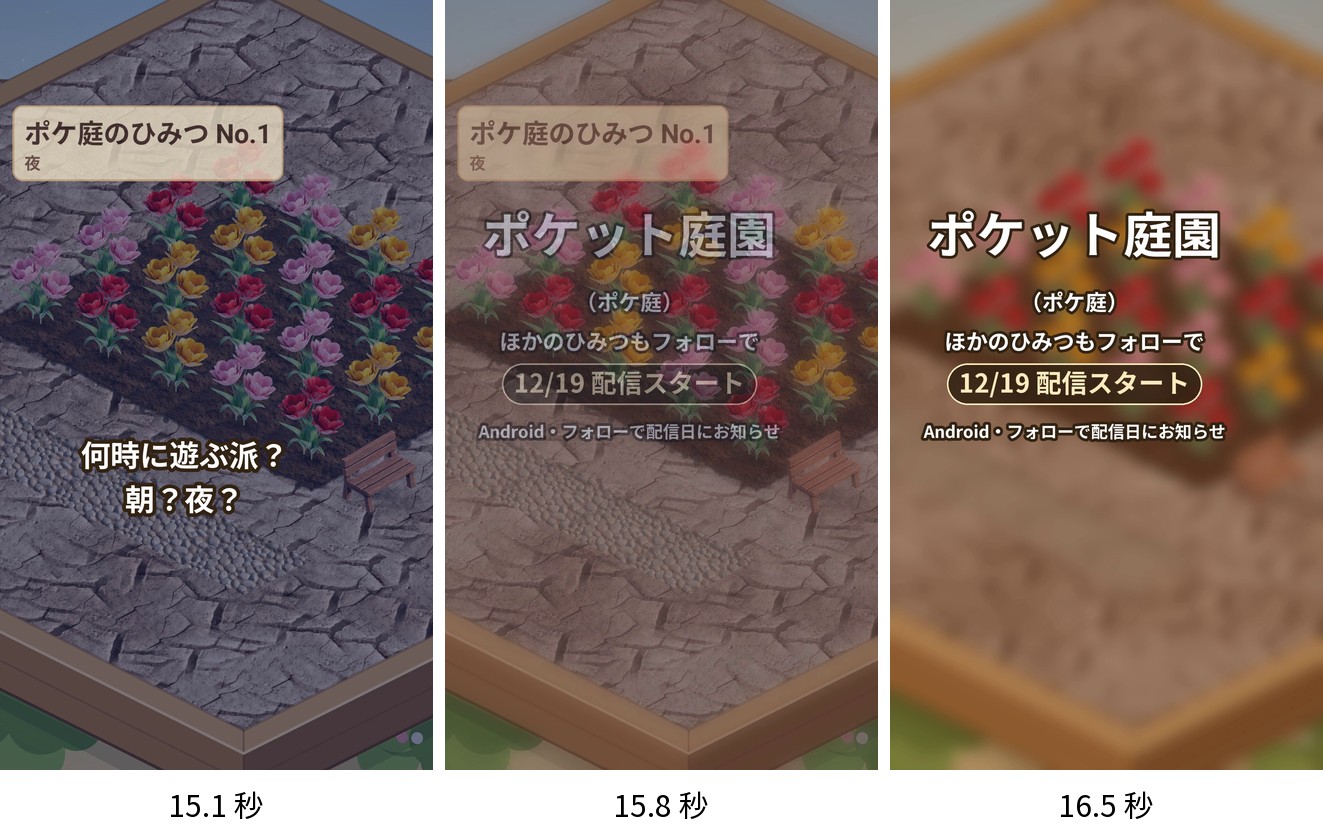 ポケ庭のひみつ No.1
夜
何時に遊ぶ派？
朝？夜？
15.1 秒
ポケ庭のひみつ No.1
夜
ポケット庭園
（ポケ庭）
ほかのひみつもフォローで
12/19 配信スタート
Android・フォローで配信日にお知らせ
15.8 秒
ポケット庭園
（ポケ庭）
ほかのひみつもフォローで
12/19 配信スタート
Android・フォローで配信日にお知らせ
16.5 秒